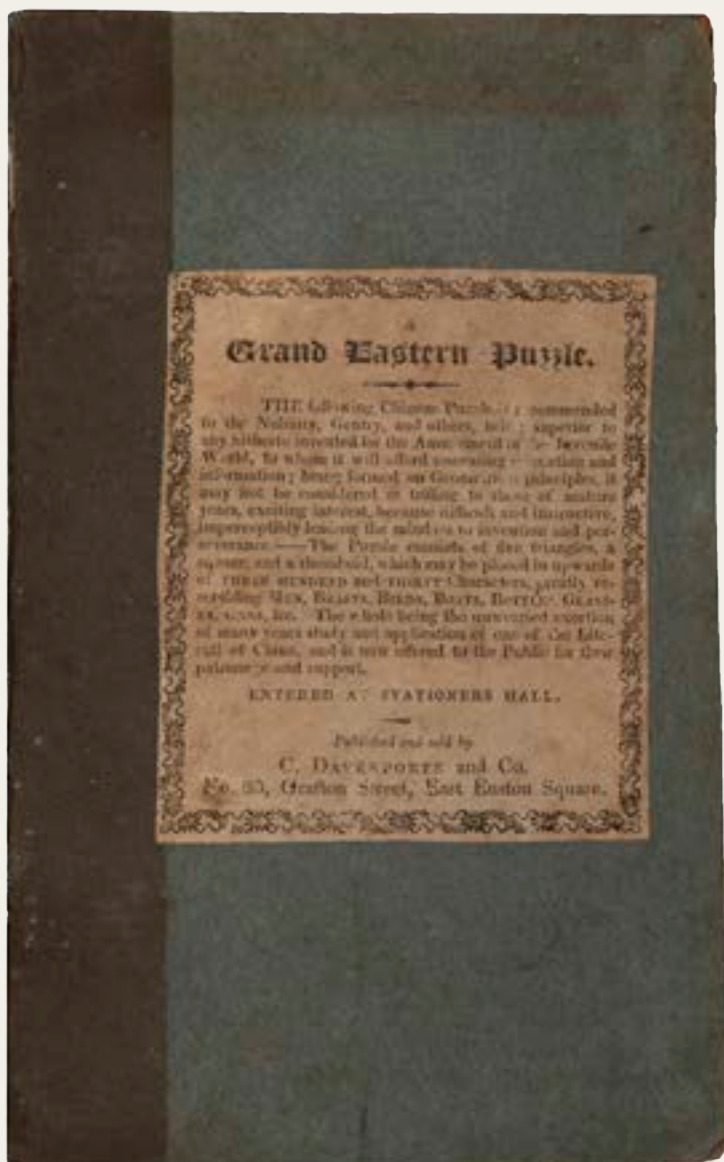 A
Grand Eastern Puzzle.
THE following Chinese Puzzle is recommended
to the Nobility, Gentry, and others, being superior to
any hitherto invented for the Amusement of the Juvenile
World, to whom it will afford unceasing recreation and
information; being formed on Geometrical principles, it
may not be considered as trifling to those of mature
years, exciting interest, because difficult and instructive,
imperceptibly leading the mind on to invention and per-
severance.——The Puzzle consists of five triangles, a
square, and a rhomboid, which may be placed in upwards
of THREE HUNDRED and THIRTY Characters, greatly re-
sembling MEN, BEASTS, BIRDS, BOATS, BOTTLES, GLASS-
ES, URNS, &c. The whole being the unwearied exertion
of many years study and application of one of the Lite-
rati of China, and is now offered to the Public for their
patronage and support.
ENTERED AT STATIONERS HALL.
Published and sold by
C. DAVENPORTE and Co.
No. 20, Grafton Street, East Euston Square.